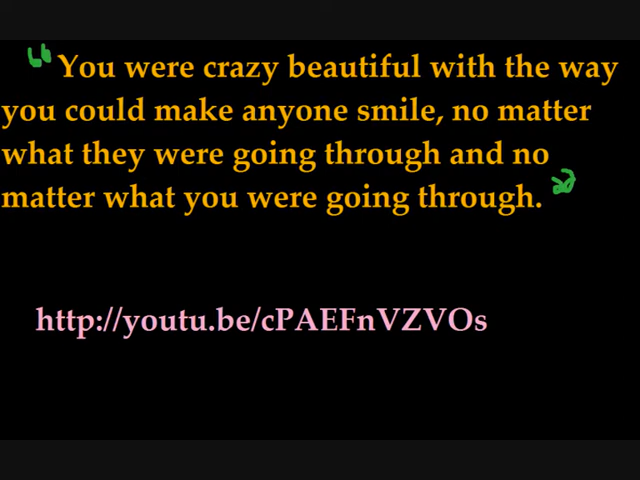 “You were crazy beautiful with the way
you could make anyone smile, no matter
what they were going through and no
matter what you were going through.”
http://youtu.be/cPAEFnVZVOs